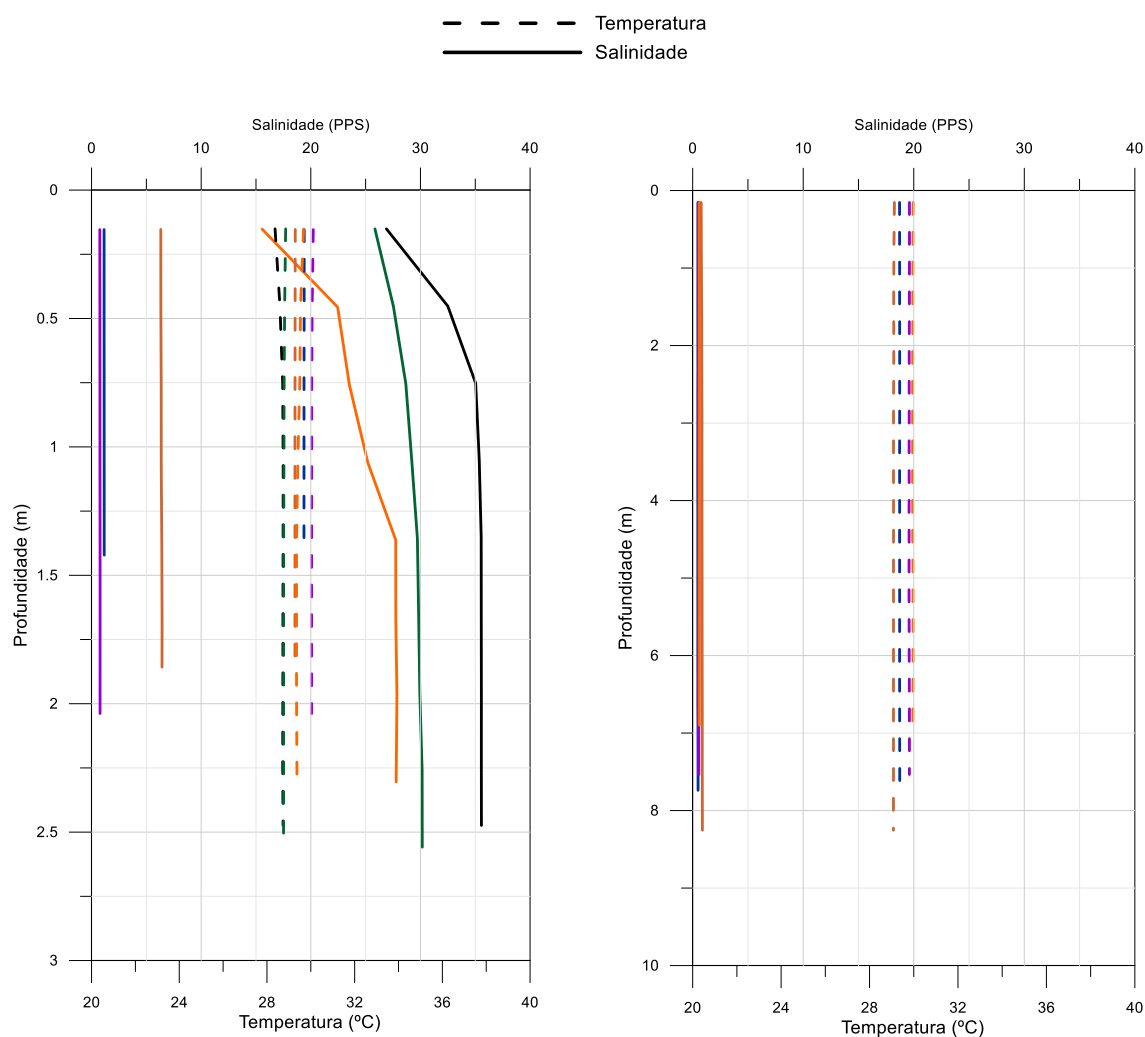 Temperatura
Salinidade
Salinidade (PPS)
0 10 20 30 40
0
0.5
1
1.5
2
2.5
3
Profundidade (m)
20 24 28 32 36 40
Temperatura (ºC)
Salinidade (PPS)
0 10 20 30 40
0
2
4
6
8
10
Profundidade (m)
20 24 28 32 36 40
Temperatura (ºC)